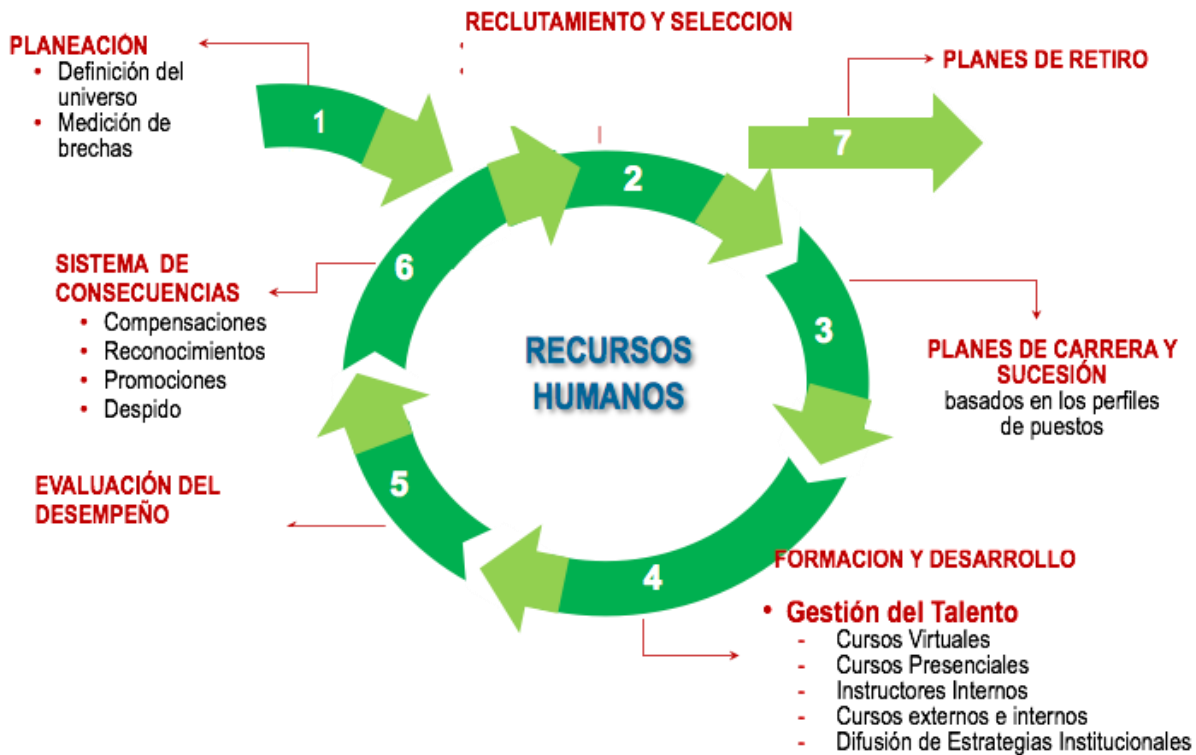 RECLUTAMIENTO Y SELECCION
PLANEACIÓN
• Definición del
universo
• Medición de
brechas
1
2
7
PLANES DE RETIRO
SISTEMA DE
CONSECUENCIAS
• Compensaciones
• Reconocimientos
• Promociones
• Despido
6
RECURSOS
HUMANOS
3
PLANES DE CARRERA Y
SUCESIÓN
basados en los perfiles
de puestos
EVALUACIÓN DEL
DESEMPEÑO
5
4
FORMACION Y DESARROLLO
• Gestión del Talento
- Cursos Virtuales
- Cursos Presenciales
- Instructores Internos
- Cursos externos e internos
- Difusión de Estrategias Institucionales